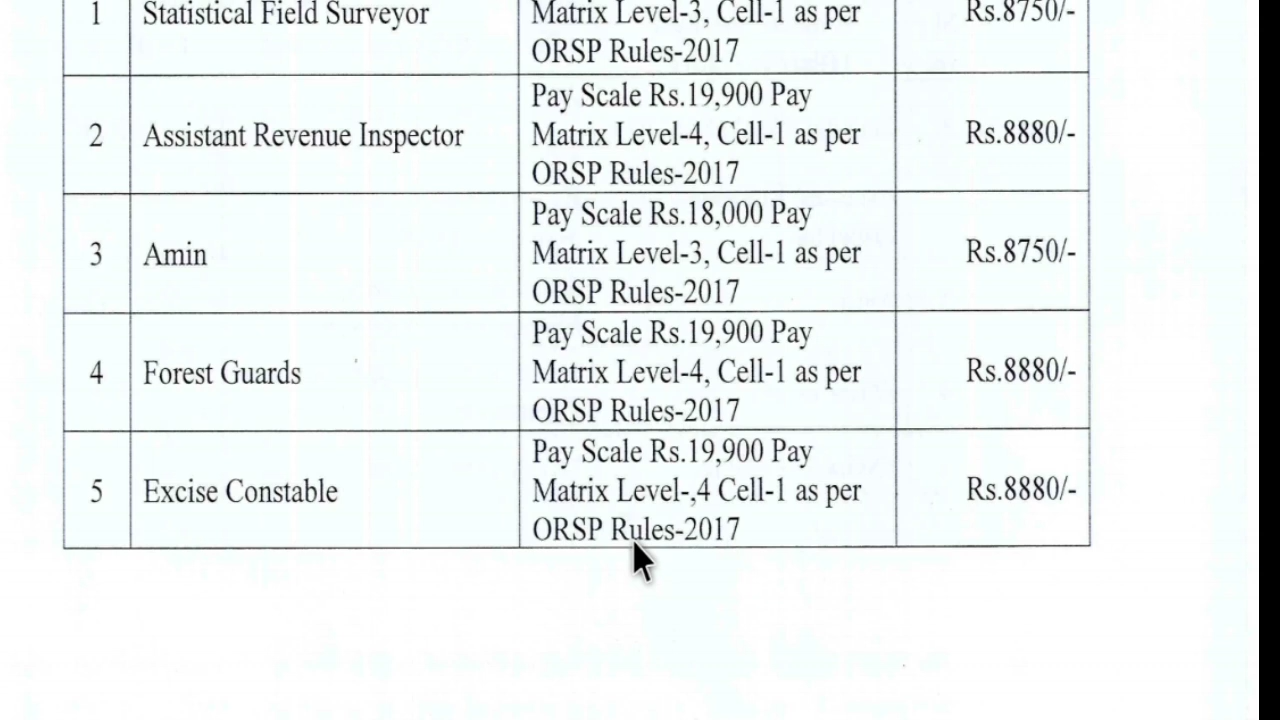 1 Statistical Field Surveyor Matrix Level-3, Cell-1 as per Rs.8750/-
ORSP Rules-2017
Pay Scale Rs.19,900 Pay
2 Assistant Revenue Inspector Matrix Level-4, Cell-1 as per Rs.8880/-
ORSP Rules-2017
Pay Scale Rs.18,000 Pay
3 Amin Matrix Level-3, Cell-1 as per Rs.8750/-
ORSP Rules-2017
Pay Scale Rs.19,900 Pay
4 Forest Guards Matrix Level-4, Cell-1 as per Rs.8880/-
ORSP Rules-2017
Pay Scale Rs.19,900 Pay
5 Excise Constable Matrix Level-,4 Cell-1 as per Rs.8880/-
ORSP Rules-2017